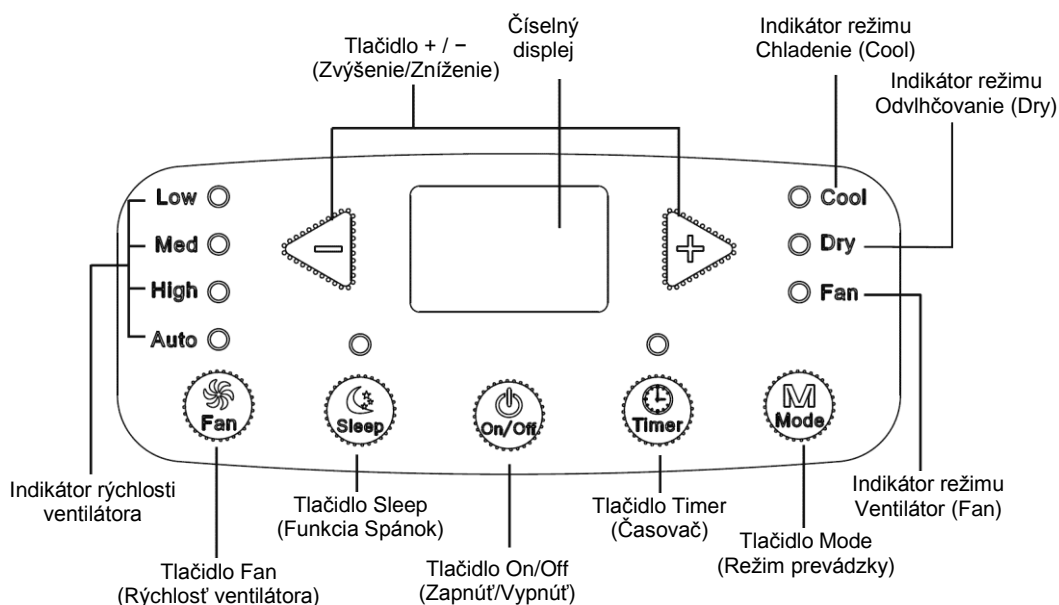 Číselný
displej
Indikátor režimu
Chladenie (Cool)
Tlačidlo + / −
(Zvýšenie/Zníženie)
Indikátor režimu
Odvlhčovanie (Dry)
Low
Med
High
Auto
−
+
Cool
Dry
Fan
Fan
Sleep
On/Off
Timer
M
Mode
Indikátor rýchlosti
ventilátora
Tlačidlo Sleep
(Funkcia Spánok)
Tlačidlo Timer
(Časovač)
Indikátor režimu
Ventilátor (Fan)
Tlačidlo Fan
(Rýchlosť ventilátora)
Tlačidlo On/Off
(Zapnúť/Vypnúť)
Tlačidlo Mode
(Režim prevádzky)